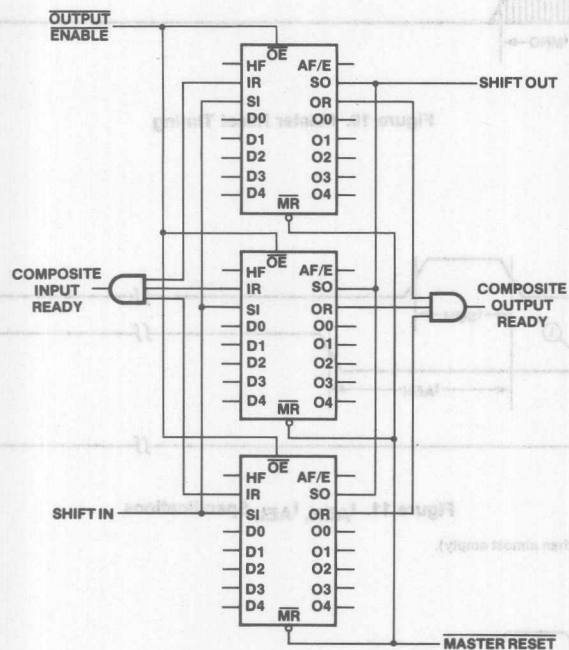 OUTPUT
ENABLE
OE
HF AF/E
IR SO
SI OR
D0 O0
D1 O1
D2 O2
D3 O3
D4 O4
MR
SHIFT OUT
OE
HF AF/E
IR SO
SI OR
D0 O0
D1 O1
D2 O2
D3 O3
D4 O4
MR
COMPOSITE
INPUT
READY
COMPOSITE
OUTPUT
READY
OE
HF AF/E
IR SO
SI OR
D0 O0
D1 O1
D2 O2
D3 O3
D4 O4
MR
SHIFT IN
MASTER RESET